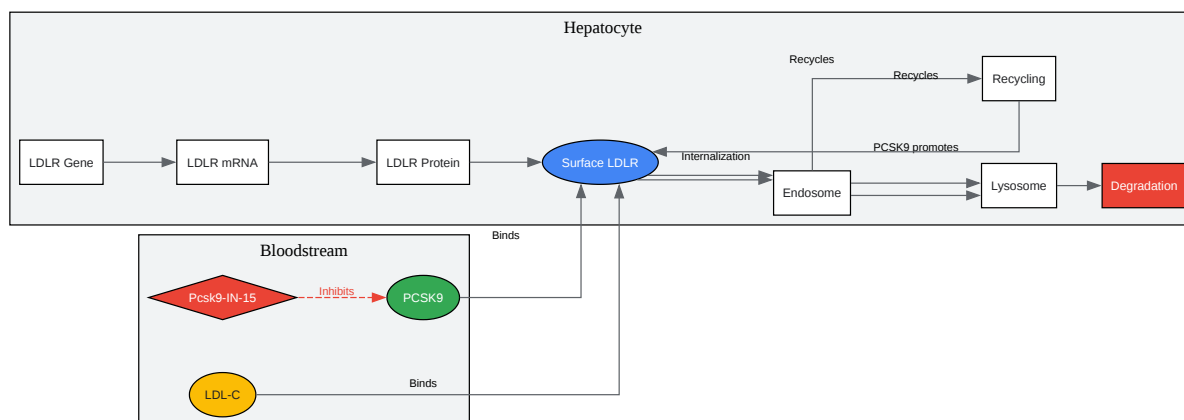 Hepatocyte
Recycles
Recycles
Recycling
LDLR Gene
LDLR mRNA
LDLR Protein
Surface LDLR
Internalization
PCSK9 promotes
Endosome
Lysosome
Degradation
Binds
Bloodstream
Pcsk9-IN-15
Inhibits
PCSK9
LDL-C
Binds